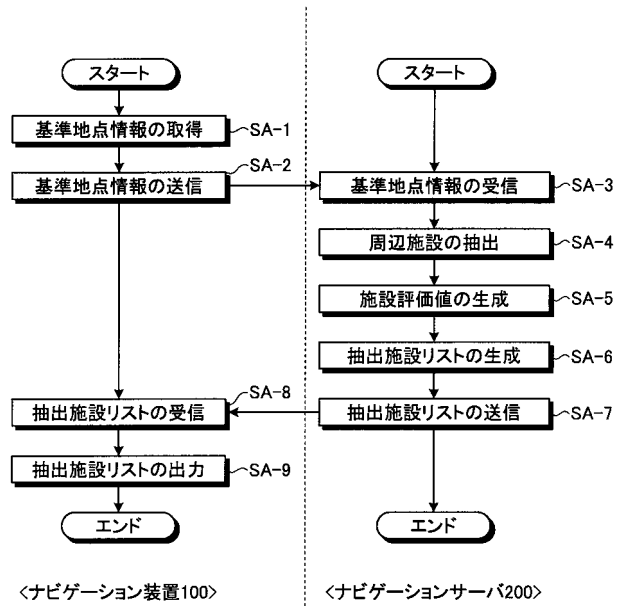 スタート
基準地点情報の取得
SA-1
基準地点情報の送信
SA-2
抽出施設リストの受信
SA-8
抽出施設リストの出力
SA-9
エンド
<ナビゲーション装置100>
スタート
基準地点情報の受信
SA-3
周辺施設の抽出
SA-4
施設評価値の生成
SA-5
抽出施設リストの生成
SA-6
抽出施設リストの送信
SA-7
エンド
<ナビゲーションサーバ200>